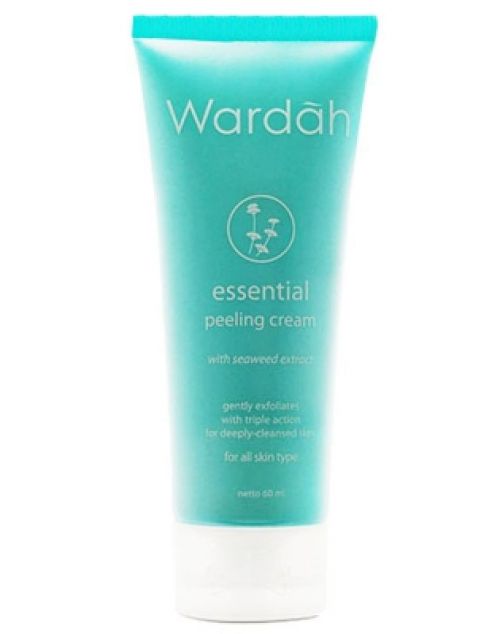 Wardāh
essential
peeling cream
with seaweed extract
gently exfoliates
with triple action
for deeply-cleansed skin
for all skin type
netto 60 ml